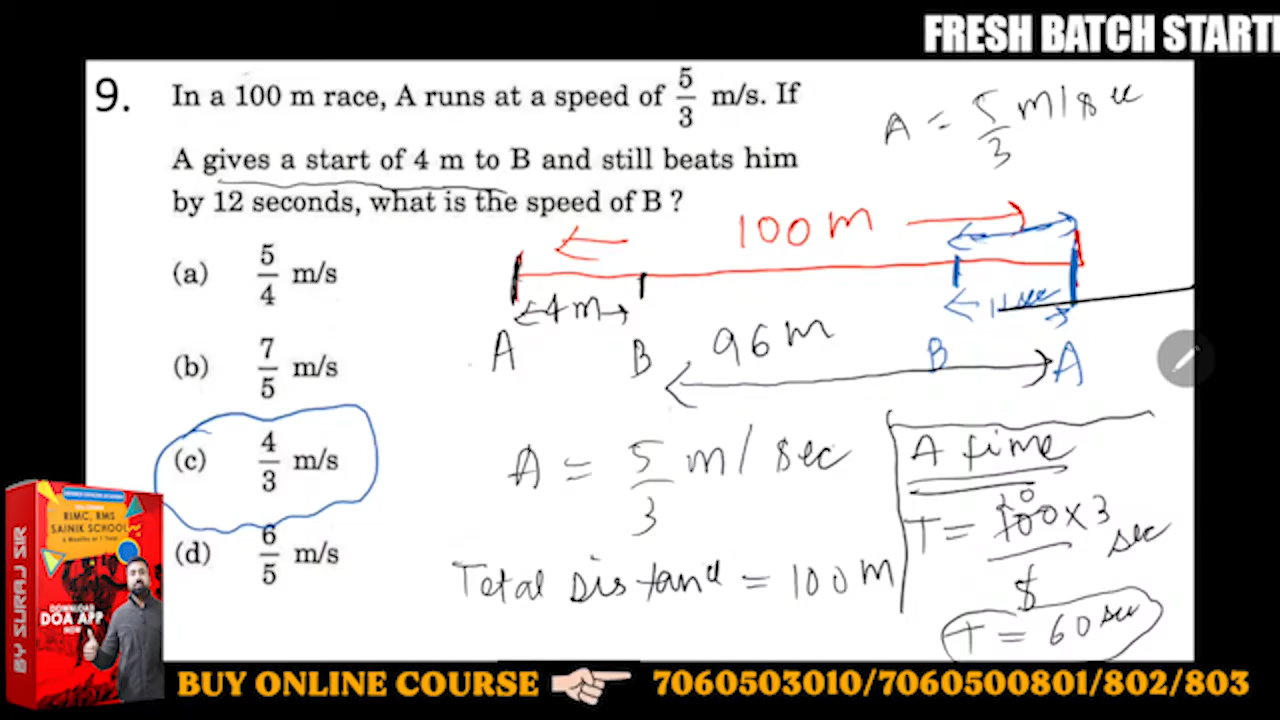 FRESH BATCH STARTI
9. In a 100 m race, A runs at a speed of 5/3 m/s. If
A gives a start of 4 m to B and still beats him
by 12 seconds, what is the speed of B ?
(a) 5/4 m/s
(b) 7/5 m/s
(c) 4/3 m/s
(d) 6/5 m/s
A = 5/3 m/sec
100 m
4 m
A B 96 m B A
A = 5/3 m/sec
Total Distance = 100 m
A time
T = 100 × 3 / 5 sec
T = 60 sec
RIMC, RMS
SAINIK SCHOOL
DOWNLOAD
DOA APP
NOW
BY SURAJ SIR
BUY ONLINE COURSE 7060503010/7060500801/802/803